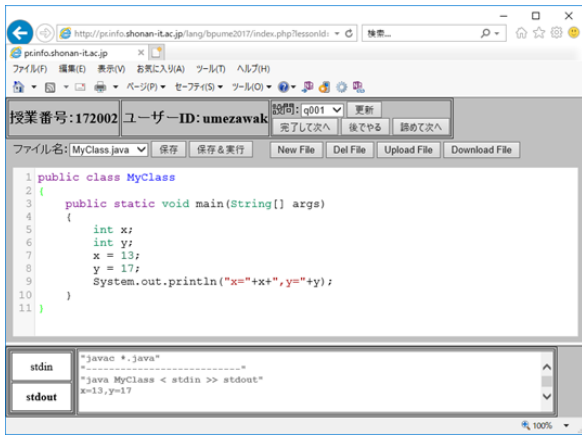 http://pr.info.shonan-it.ac.jp/lang/bpume2017/index.php?lessonId=
検索...
pr.info.shonan-it.ac.jp
ファイル(F) 編集(E) 表示(V) お気に入り(A) ツール(T) ヘルプ(H)
ページ(P) セーフティ(S) ツール(O)
授業番号:172002 ユーザーID:umezawak 設問: q001 更新
完了して次へ 後でやる 諦めて次へ
ファイル名: MyClass.java 保存 保存＆実行 New File Del File Upload File Download File
1 public class MyClass
2 {
3 public static void main(String[] args)
4 {
5 int x;
6 int y;
7 x = 13;
8 y = 17;
9 System.out.println("x="+x+",y="+y);
10 }
11 }
stdin
stdout
"javac *.java"
"--------------------------"
"java MyClass < stdin >> stdout"
x=13,y=17
100%